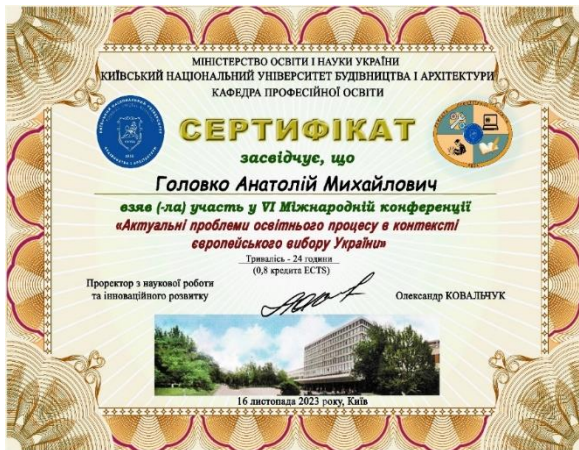 МІНІСТЕРСТВО ОСВІТИ І НАУКИ УКРАЇНИ
КИЇВСЬКИЙ НАЦІОНАЛЬНИЙ УНІВЕРСИТЕТ БУДІВНИЦТВА І АРХІТЕКТУРИ
КАФЕДРА ПРОФЕСІЙНОЇ ОСВІТИ
СЕРТИФІКАТ
засвідчує, що
Головко Анатолій Михайлович
взяв (-ла) участь у VI Міжнародній конференції
«Актуальні проблеми освітнього процесу в контексті
європейського вибору України»
Тривалість - 24 години
(0,8 кредита ECTS)
Проректор з наукової роботи
та інноваційного розвитку
Олександр КОВАЛЬЧУК
16 листопада 2023 року, Київ